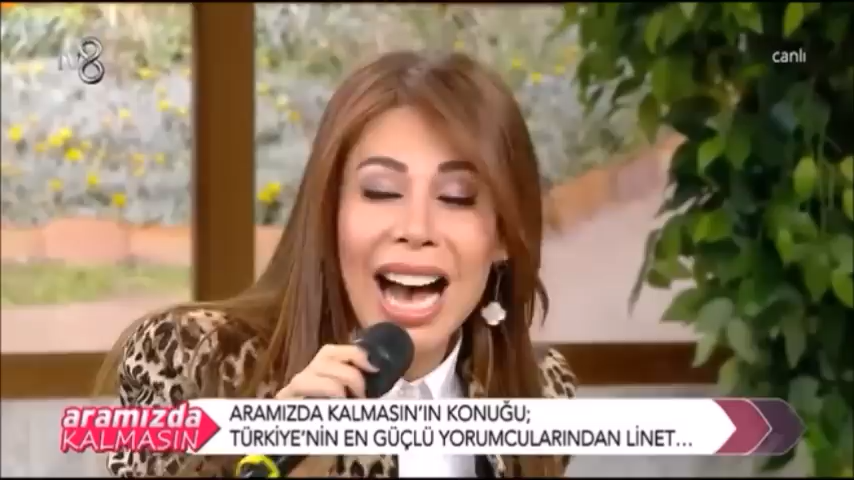 tv8
canlı
aramızda
KALMASIN
ARAMIZDA KALMASIN'IN KONUĞU;
TÜRKİYE'NİN EN GÜÇLÜ YORUMCULARINDAN LİNET...